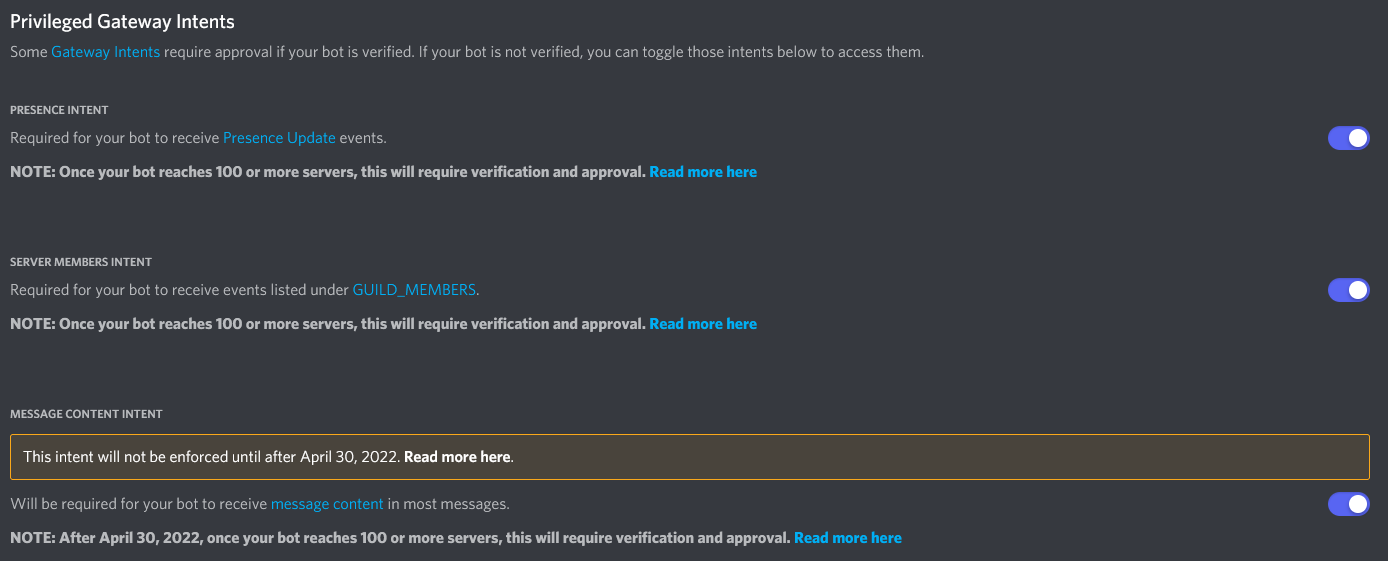 Privileged Gateway Intents
Some Gateway Intents require approval if your bot is verified. If your bot is not verified, you can toggle those intents below to access them.
PRESENCE INTENT
Required for your bot to receive Presence Update events.
NOTE: Once your bot reaches 100 or more servers, this will require verification and approval. Read more here
SERVER MEMBERS INTENT
Required for your bot to receive events listed under GUILD_MEMBERS.
NOTE: Once your bot reaches 100 or more servers, this will require verification and approval. Read more here
MESSAGE CONTENT INTENT
This intent will not be enforced until after April 30, 2022. Read more here.
Will be required for your bot to receive message content in most messages.
NOTE: After April 30, 2022, once your bot reaches 100 or more servers, this will require verification and approval. Read more here